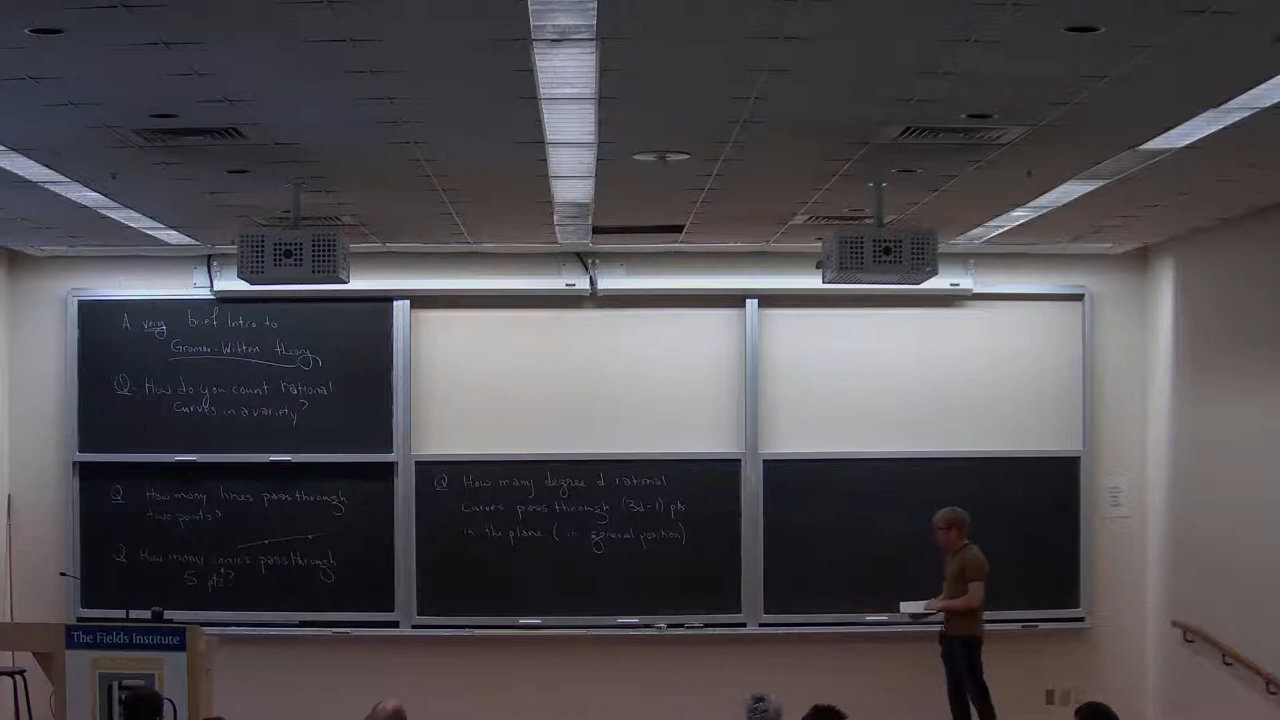 A very brief Intro to
Gromov-Witten theory
Q: How do you count rational
curves in a variety?
Q How many lines pass through
two points?
Q How many conics pass through
5 pts?
Q How many degree d rational
curves pass through (3d-1) pts
in the plane (in general position)
The Fields Institute